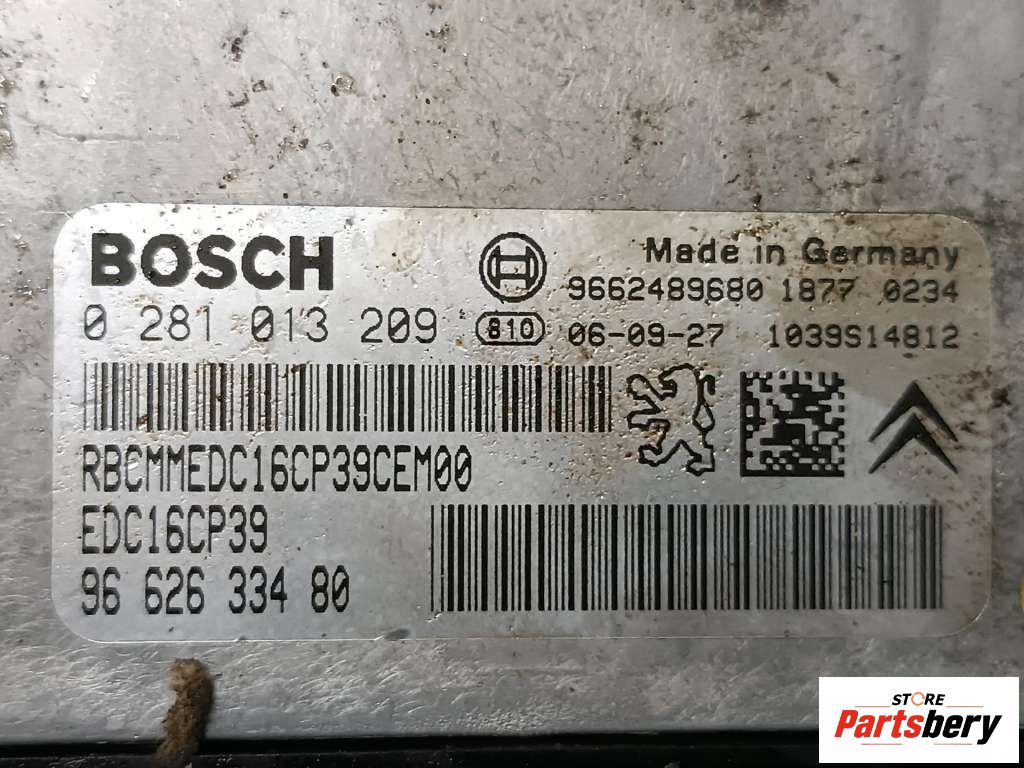 BOSCH
Made in Germany
9662489680 1877 0234
0 281 013 209 810 06-09-27 1039S14812
RBCMMEDC16CP39CEM00
EDC16CP39
96 626 334 80
STORE
Partsbery